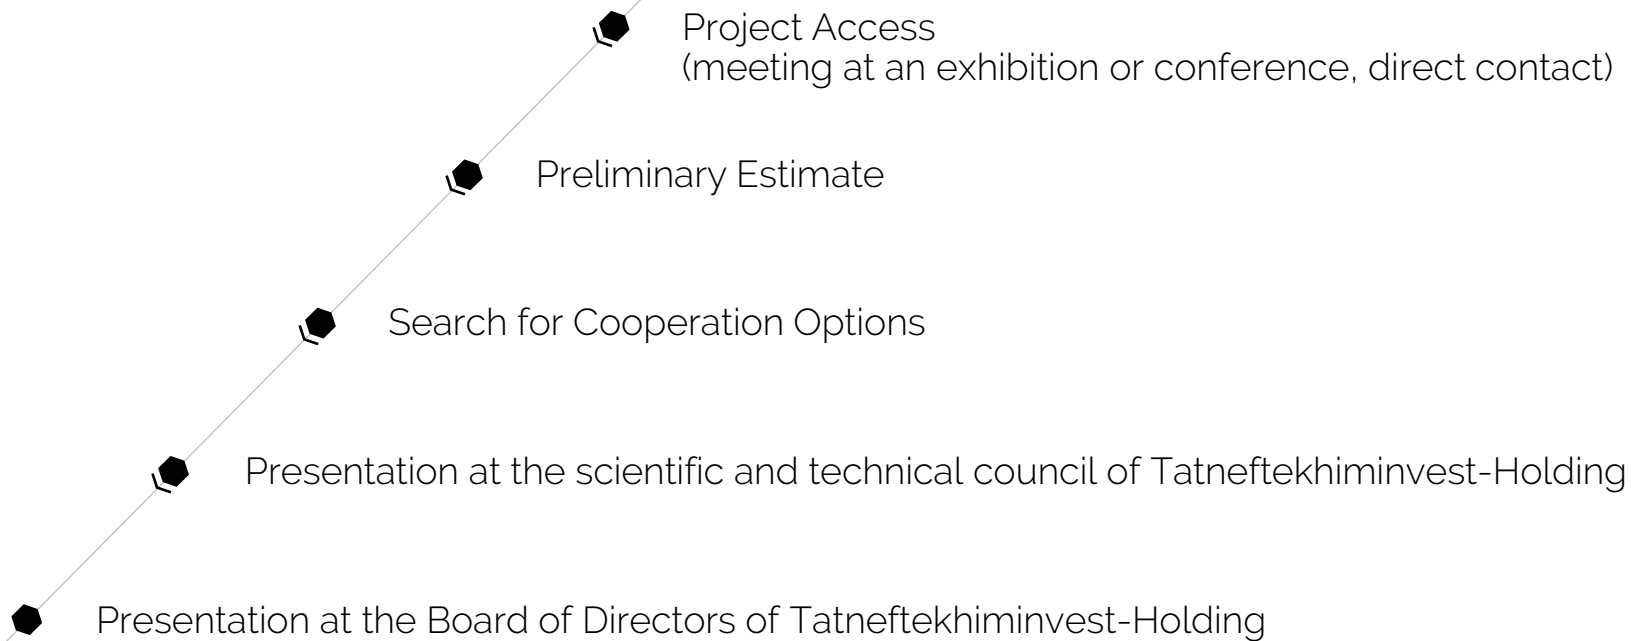 Project Access
(meeting at an exhibition or conference, direct contact)
Preliminary Estimate
Search for Cooperation Options
Presentation at the scientific and technical council of Tatneftekhiminvest-Holding
Presentation at the Board of Directors of Tatneftekhiminvest-Holding